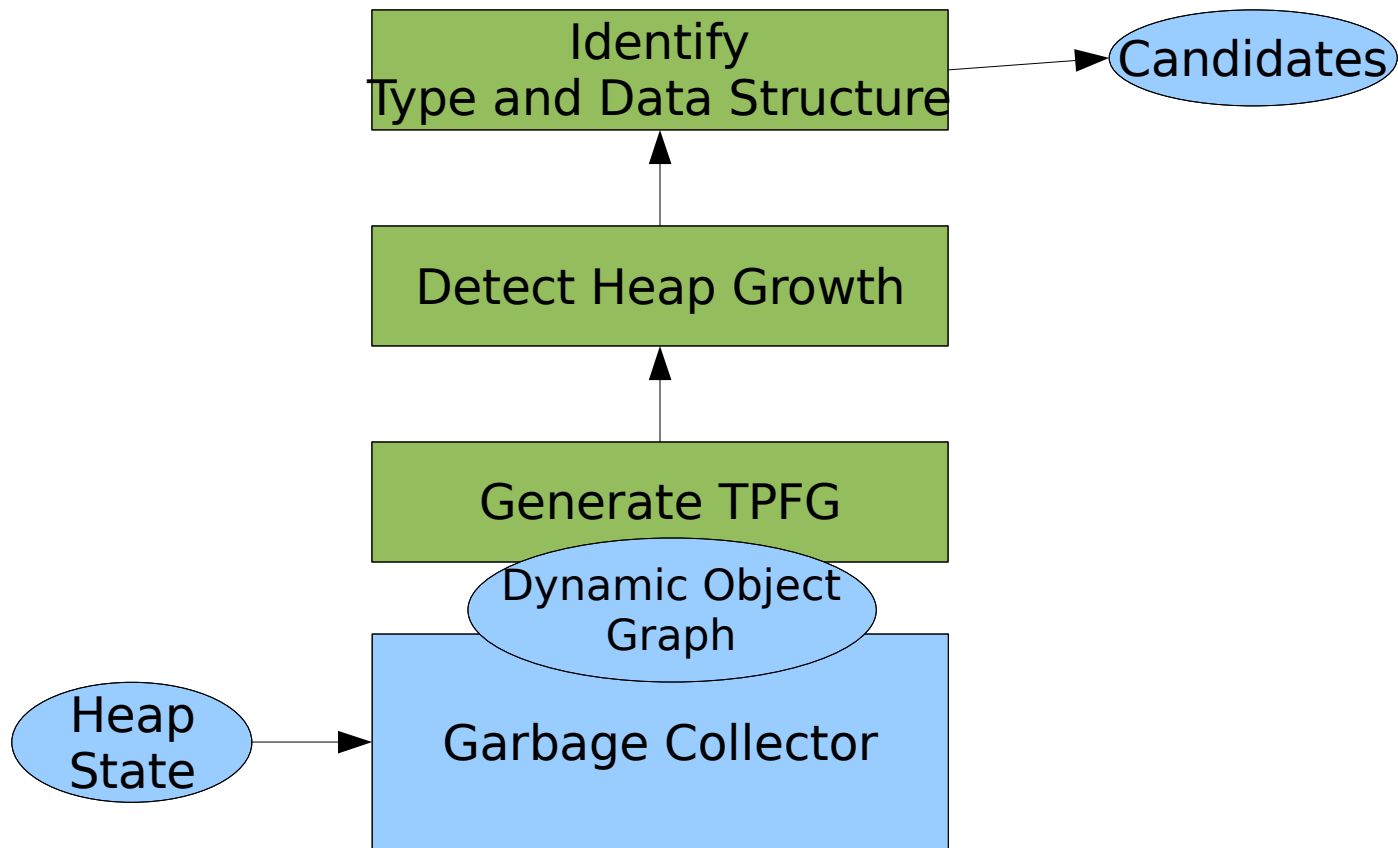 Identify
Type and Data Structure
Candidates
Detect Heap Growth
Generate TPFG
Dynamic Object
Graph
Heap
State
Garbage Collector